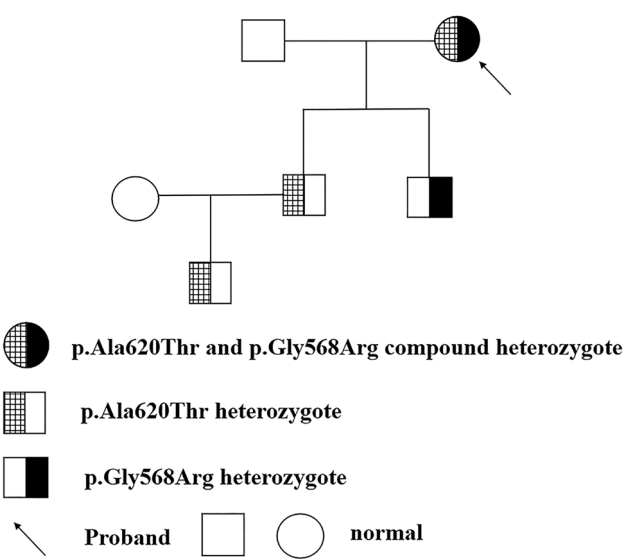 p.Ala620Thr and p.Gly568Arg compound heterozygote
p.Ala620Thr heterozygote
p.Gly568Arg heterozygote
Proband
normal